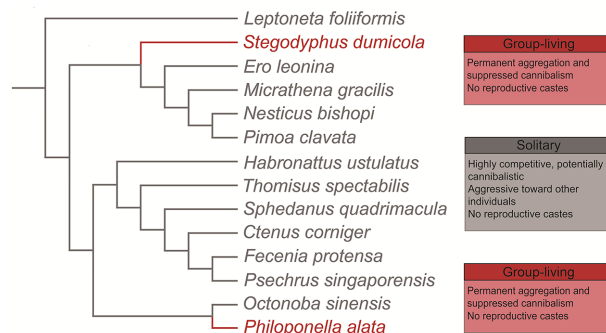 Leptoneta foliiformis
Stegodyphus dumicola
Ero leonina
Micrathena gracilis
Nesticus bishopi
Pimoa clavata
Habronattus ustulatus
Thomisus spectabilis
Sphedanus quadrimacula
Ctenus corniger
Fecenia protensa
Psechrus singaporensis
Octonoba sinensis
Philoponella alata
Group-living
Permanent aggregation and
suppressed cannibalism
No reproductive castes
Solitary
Highly competitive, potentially
cannibalistic
Aggressive toward other
individuals
No reproductive castes
Group-living
Permanent aggregation and
suppressed cannibalism
No reproductive castes